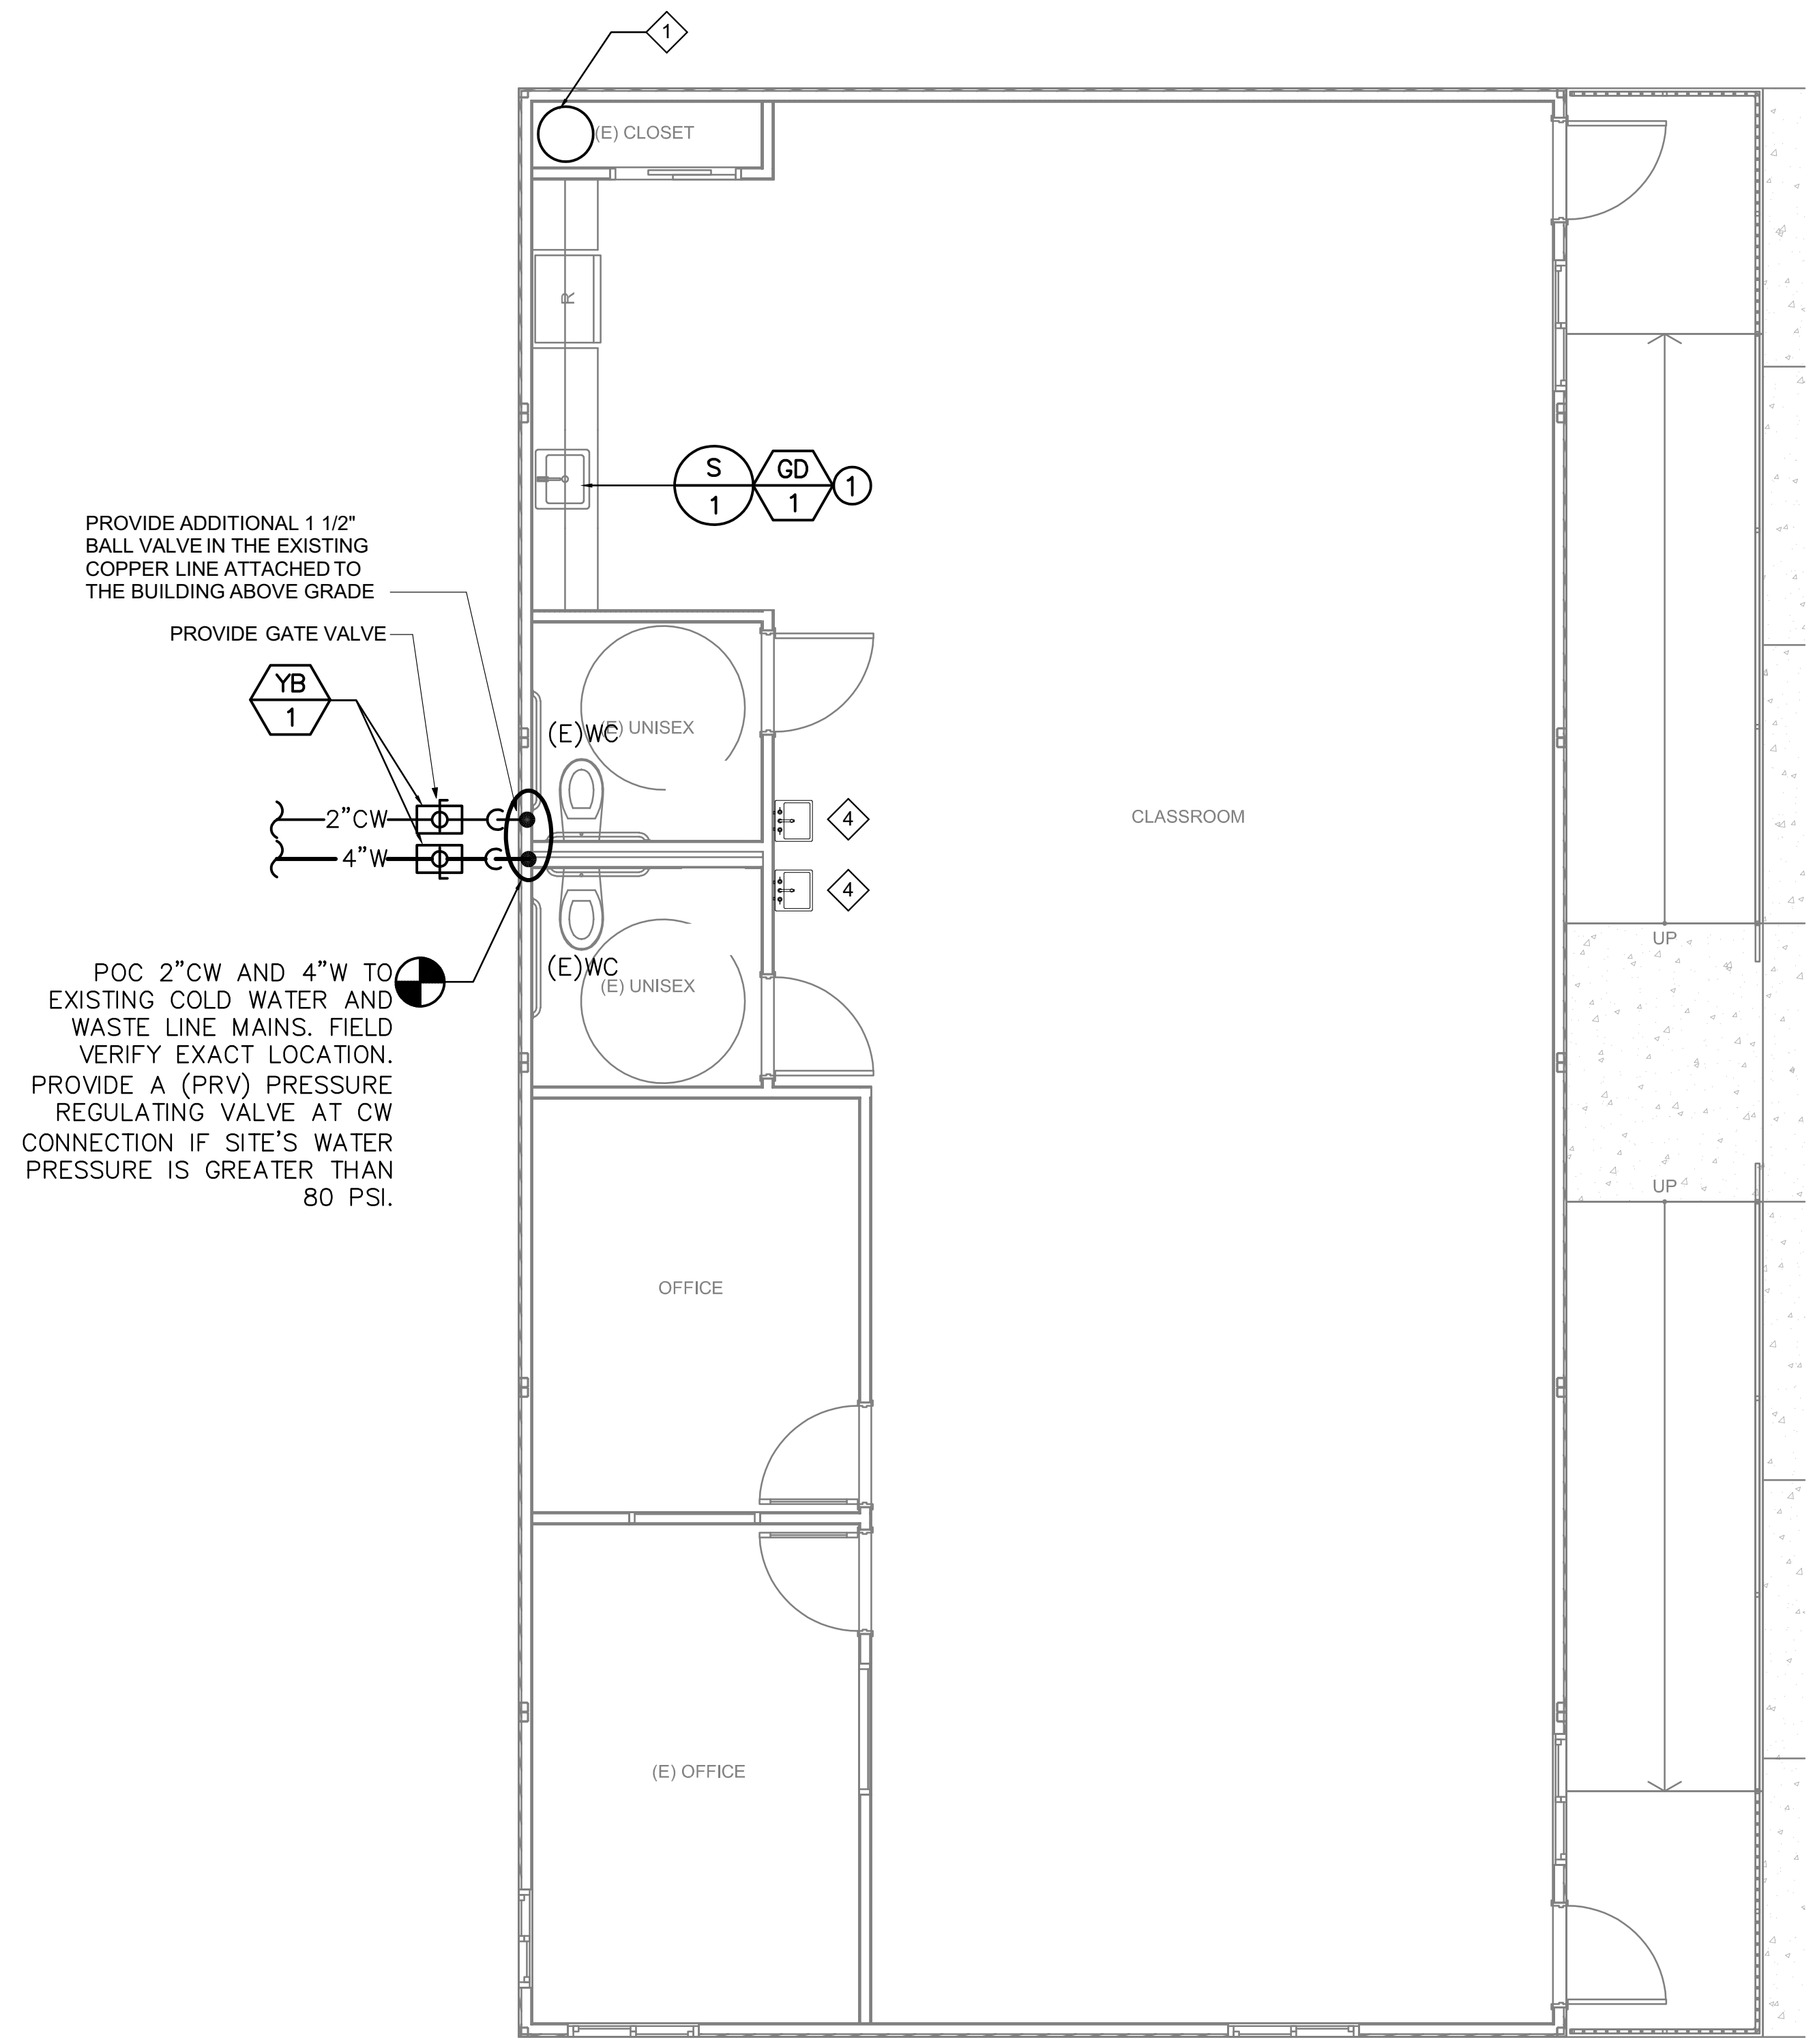 1
(E) CLOSET
R
S
1
GD
1
1
PROVIDE ADDITIONAL 1 1/2"
BALL VALVE IN THE EXISTING
COPPER LINE ATTACHED TO
THE BUILDING ABOVE GRADE
PROVIDE GATE VALVE
YB
1
(E)WC
(E) UNISEX
2"CW
4"W
4
4
CLASSROOM
UP
UP
(E)WC
(E) UNISEX
POC 2"CW AND 4"W TO
EXISTING COLD WATER AND
WASTE LINE MAINS. FIELD
VERIFY EXACT LOCATION.
PROVIDE A (PRV) PRESSURE
REGULATING VALVE AT CW
CONNECTION IF SITE'S WATER
PRESSURE IS GREATER THAN
80 PSI.
OFFICE
(E) OFFICE